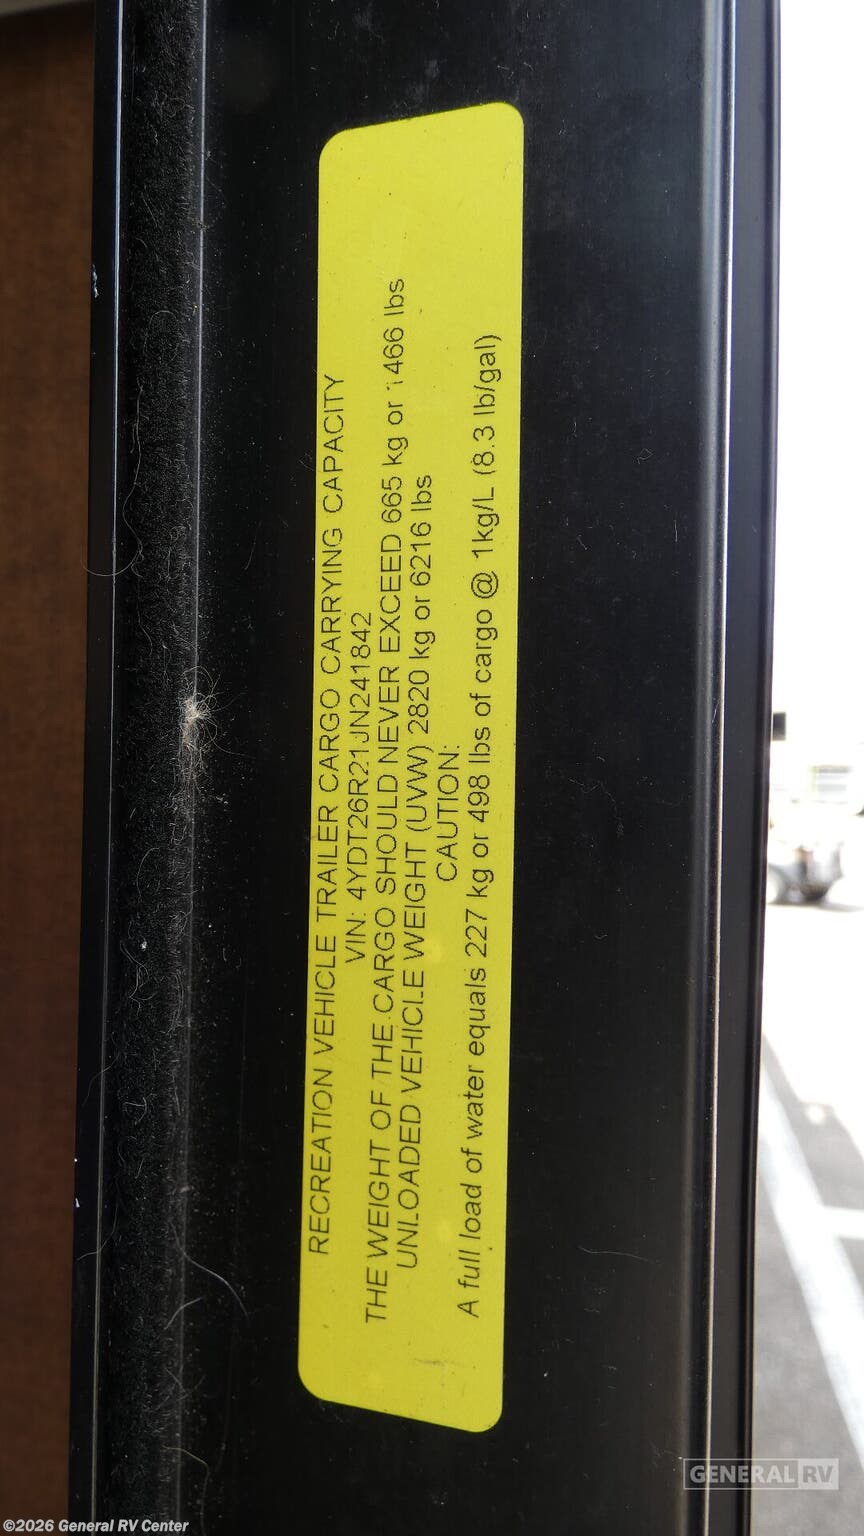 RECREATION VEHICLE TRAILER CARGO CARRYING CAPACITY
VIN: 4YDT26R21JN241842
THE WEIGHT OF THE CARGO SHOULD NEVER EXCEED 665 kg or 1466 lbs
UNLOADED VEHICLE WEIGHT (UVW) 2820 kg or 6216 lbs
CAUTION:
A full load of water equals 227 kg or 498 lbs of cargo @ 1kg/L (8.3 lb/gal)
GENERAL RV
©2026 General RV Center